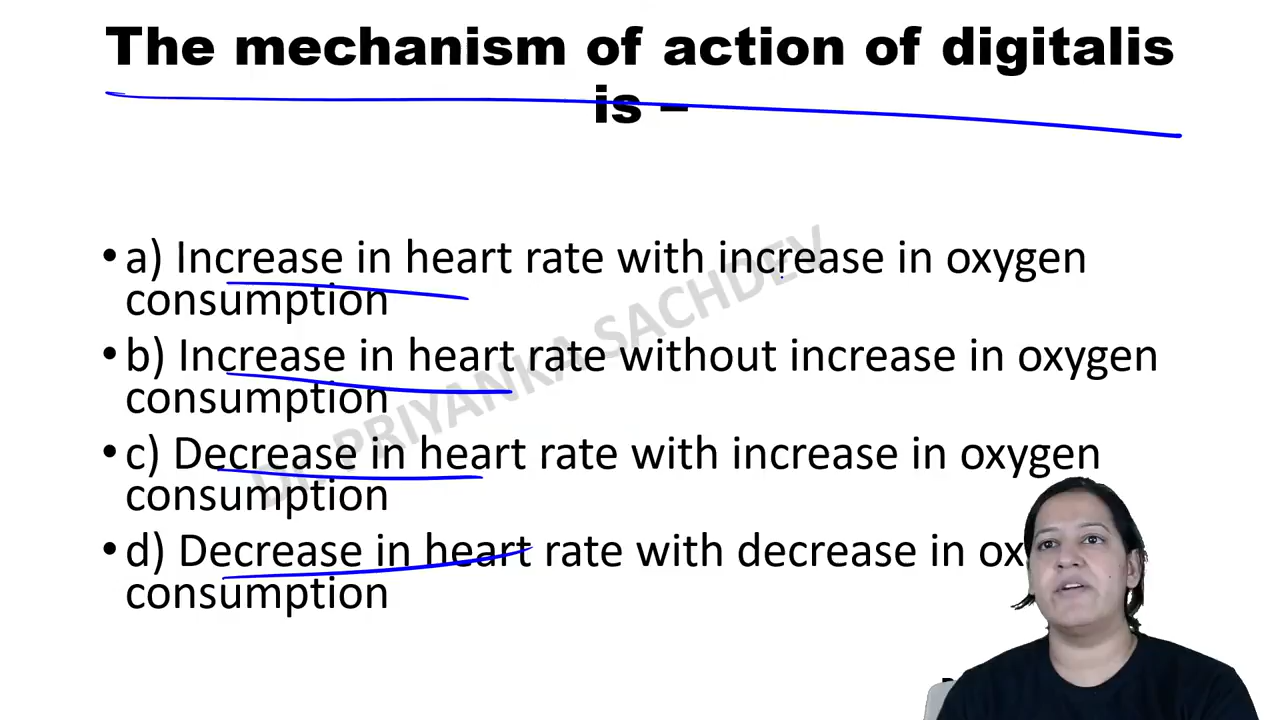 The mechanism of action of digitalis
is –
• a) Increase in heart rate with increase in oxygen
consumption
• b) Increase in heart rate without increase in oxygen
consumption
• c) Decrease in heart rate with increase in oxygen
consumption
• d) Decrease in heart rate with decrease in
consumption
PRIYANKA SACHDEV